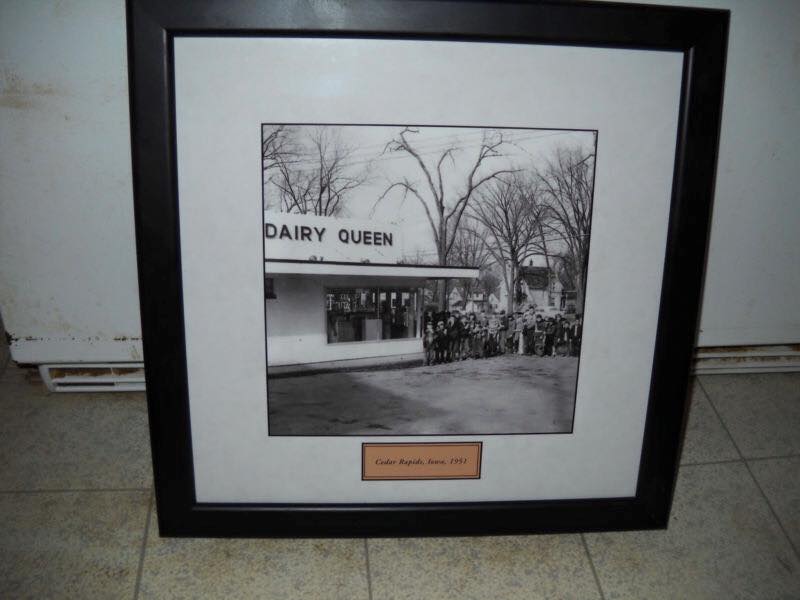 DAIRY QUEEN
Cedar Rapids, Iowa, 1951